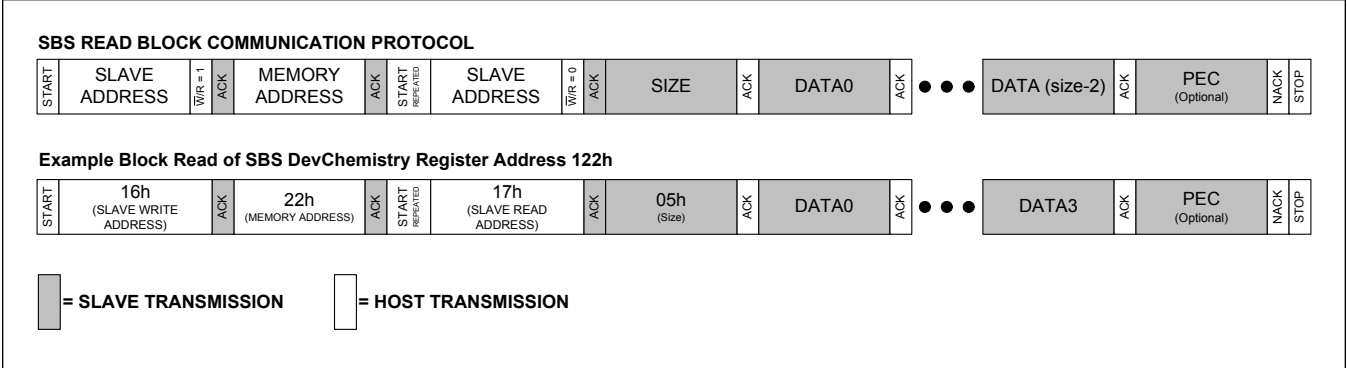 SBS READ BLOCK COMMUNICATION PROTOCOL
START
SLAVE
ADDRESS
W̅/R = 1
ACK
MEMORY
ADDRESS
ACK
START
REPEATED
SLAVE
ADDRESS
W̅/R = 0
ACK
SIZE
ACK
DATA0
ACK
DATA (size-2)
ACK
PEC
(Optional)
NACK
STOP
Example Block Read of SBS DevChemistry Register Address 122h
START
16h
(SLAVE WRITE
ADDRESS)
ACK
22h
(MEMORY ADDRESS)
ACK
START
REPEATED
17h
(SLAVE READ
ADDRESS)
ACK
05h
(Size)
ACK
DATA0
ACK
DATA3
ACK
PEC
(Optional)
NACK
STOP
= SLAVE TRANSMISSION
= HOST TRANSMISSION